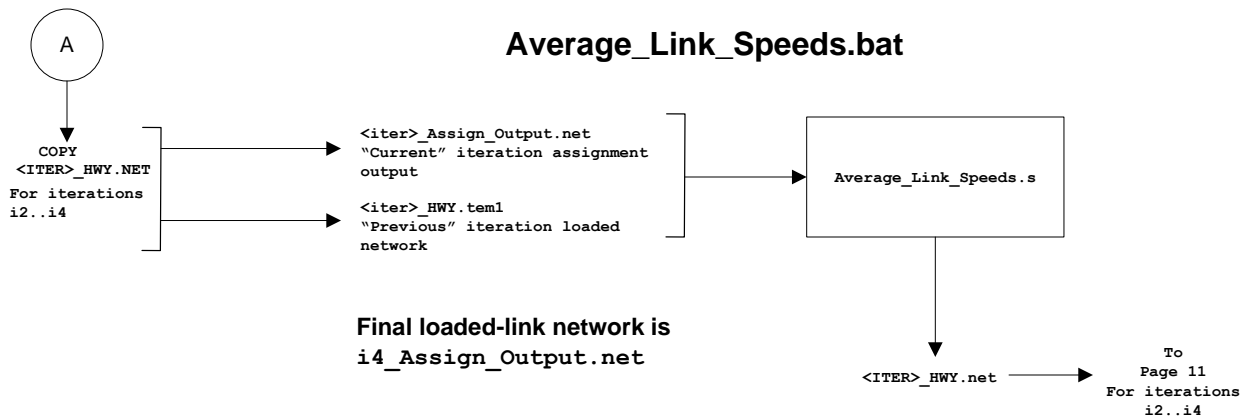 A
Average_Link_Speeds.bat
COPY
<ITER>_HWY.NET
For iterations
i2..i4
<iter>_Assign_Output.net
“Current” iteration assignment
output
<iter>_HWY.tem1
“Previous” iteration loaded
network
Average_Link_Speeds.s
Final loaded-link network is
i4_Assign_Output.net
<ITER>_HWY.net
To
Page 11
For iterations
i2..i4